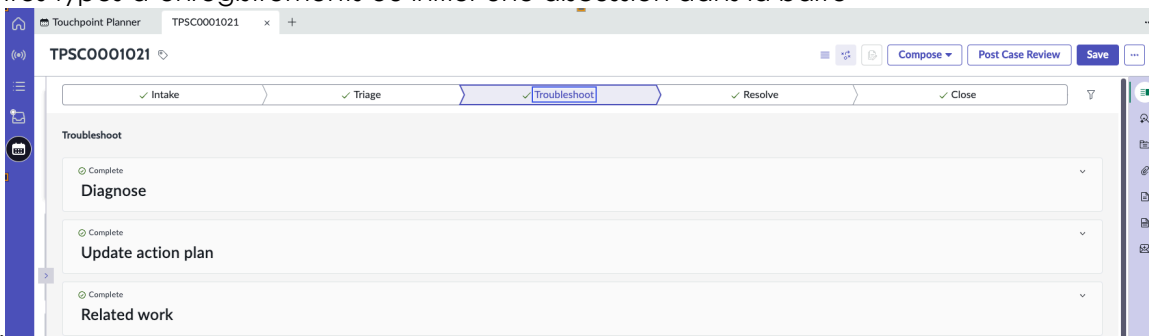 Touchpoint Planner TPSC0001021 × +
TPSC0001021
Compose Post Case Review Save
Intake Triage Troubleshoot Resolve Close
Troubleshoot
Complete
Diagnose
Complete
Update action plan
Complete
Related work